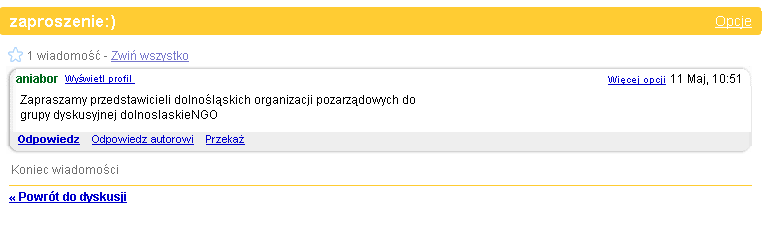 zaproszenie:) Opcje
1 wiadomość - Zwiń wszystko
aniabor Wyświetl profil Więcej opcji 11 Maj, 10:51
Zapraszamy przedstawicieli dolnośląskich organizacji pozarządowych do
grupy dyskusyjnej dolnoslaskieNGO
Odpowiedz Odpowiedz autorowi Przekaż
Koniec wiadomości
« Powrót do dyskusji